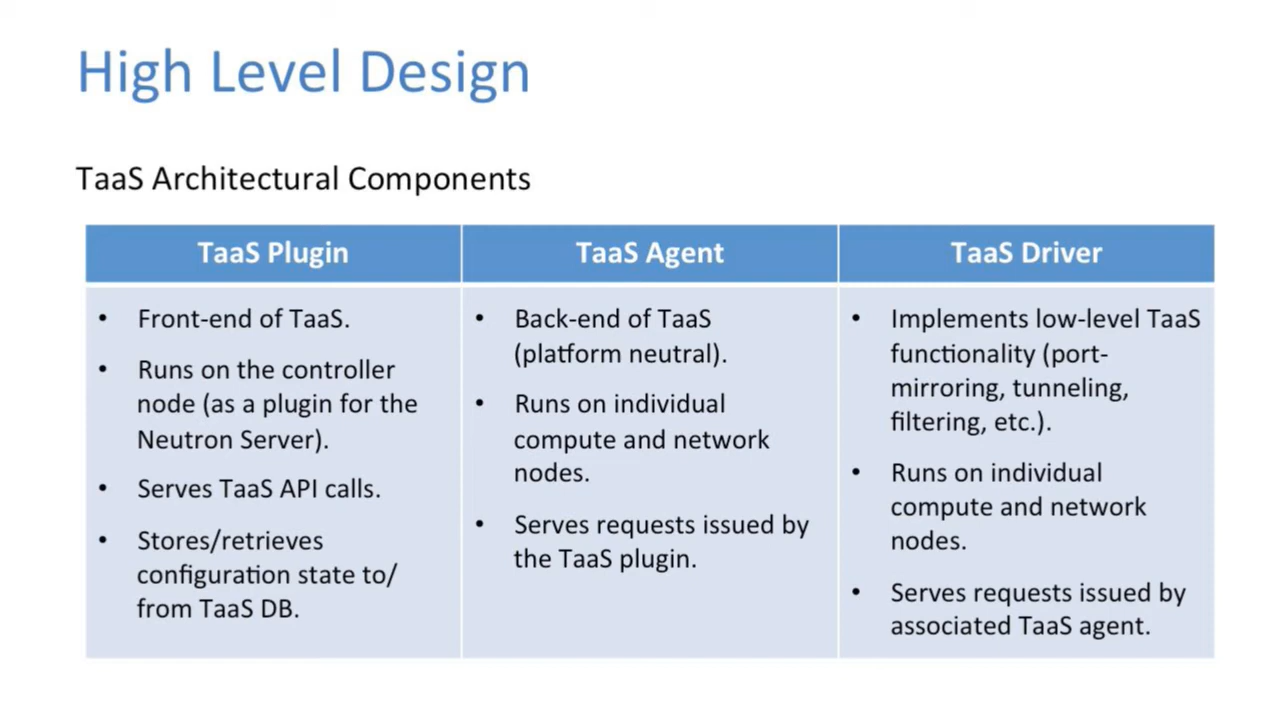 High Level Design
TaaS Architectural Components
TaaS Plugin
TaaS Agent
TaaS Driver
• Front-end of TaaS.
• Runs on the controller
node (as a plugin for the
Neutron Server).
• Serves TaaS API calls.
• Stores/retrieves
configuration state to/
from TaaS DB.
• Back-end of TaaS
(platform neutral).
• Runs on individual
compute and network
nodes.
• Serves requests issued by
the TaaS plugin.
• Implements low-level TaaS
functionality (port-
mirroring, tunneling,
filtering, etc.).
• Runs on individual
compute and network
nodes.
• Serves requests issued by
associated TaaS agent.